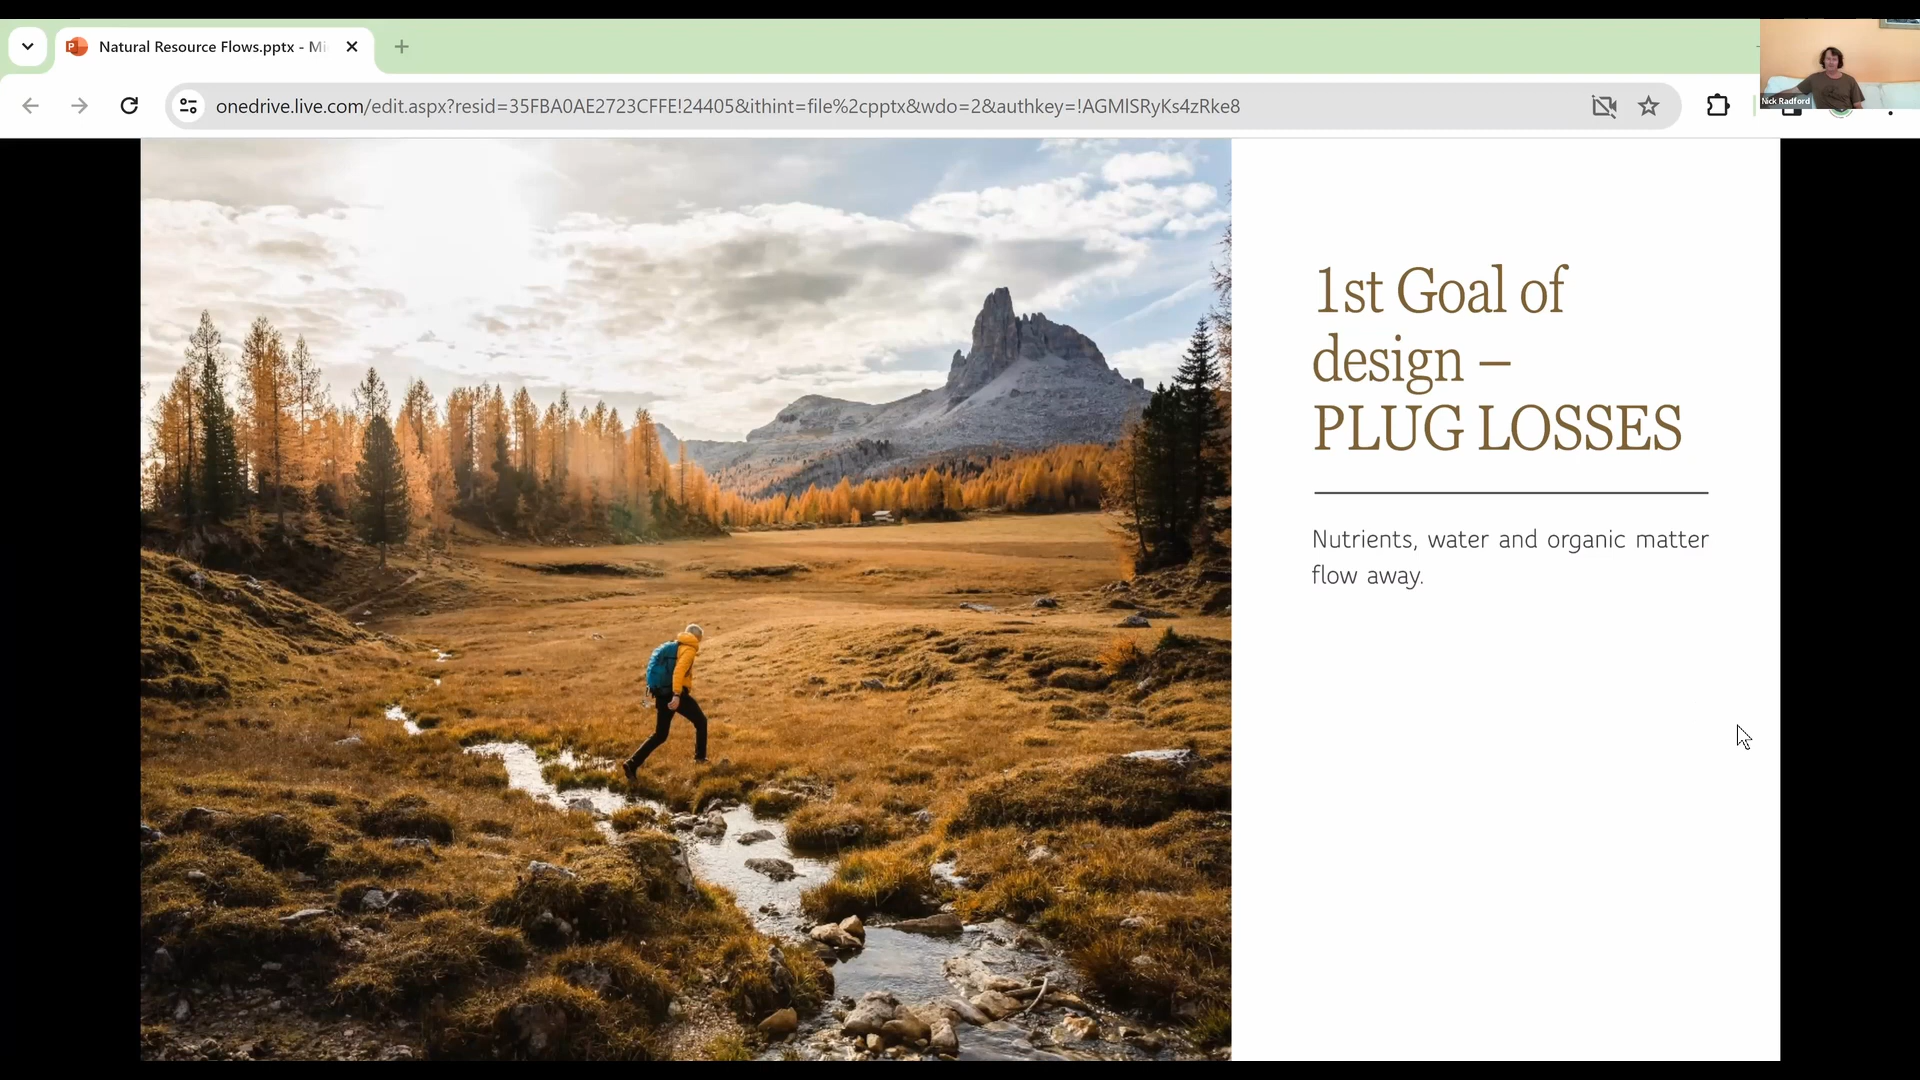 Natural Resource Flows.pptx - Mi
onedrive.live.com/edit.aspx?resid=35FBA0AE2723CFFE!24405&ithint=file%2cpptx&wdo=2&authkey=!AGMlSRyKs4zRke8
Nick Radford
1st Goal of
design –
PLUG LOSSES
Nutrients, water and organic matter
flow away.